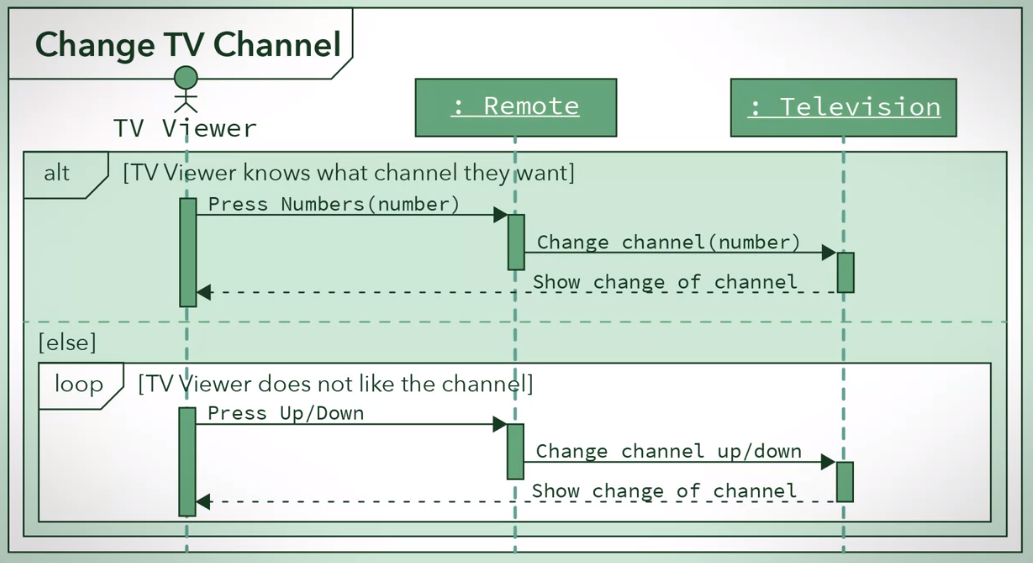 Change TV Channel
TV Viewer
: Remote
: Television
alt
[TV Viewer knows what channel they want]
Press Numbers(number)
Change channel(number)
Show change of channel
[else]
loop
[TV Viewer does not like the channel]
Press Up/Down
Change channel up/down
Show change of channel